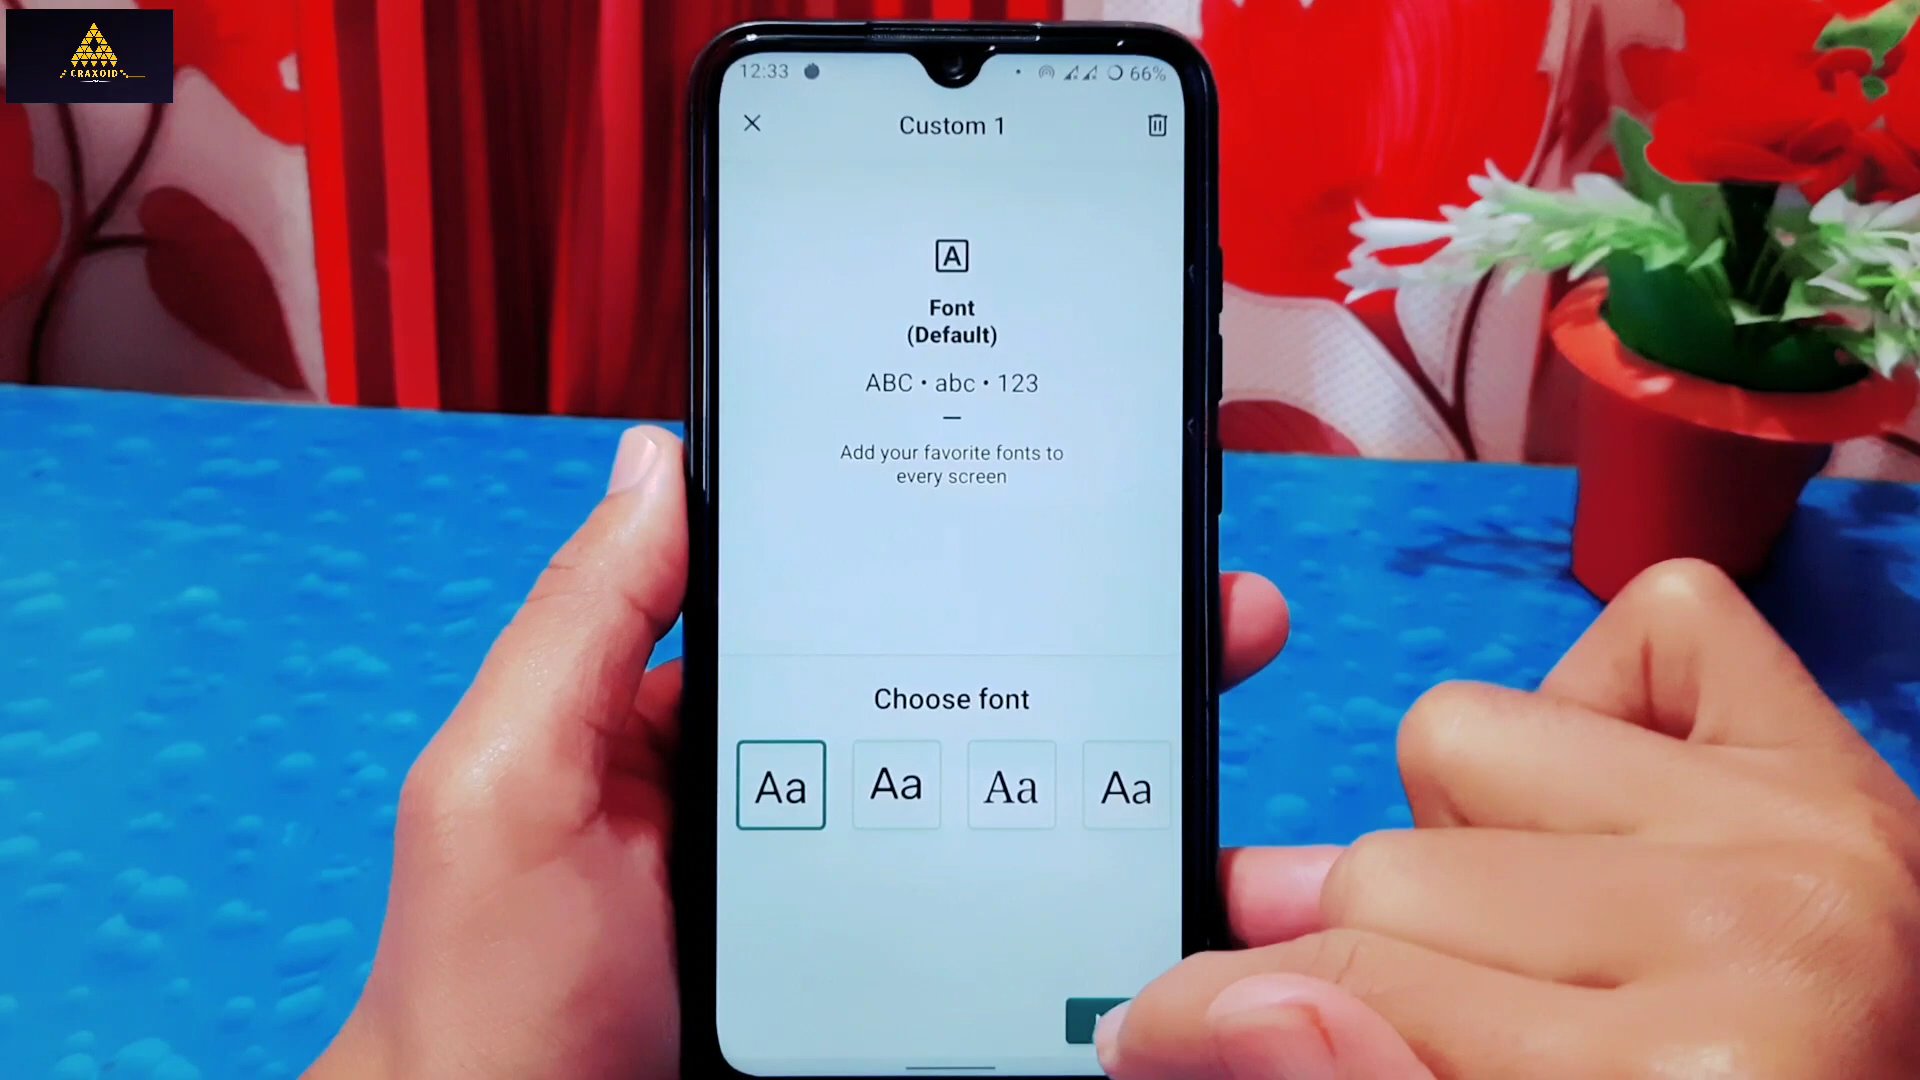 CRAXOID
12:33
66%
Custom 1
A
Font
(Default)
ABC • abc • 123
Add your favorite fonts to
every screen
Choose font
Aa Aa Aa Aa